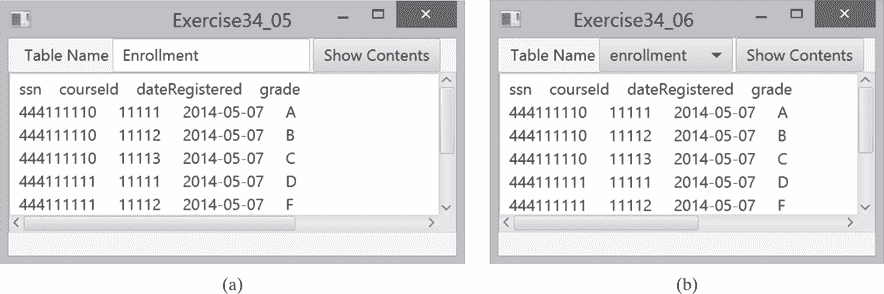 Exercise34_05
Table Name Enrollment Show Contents
ssn courseId dateRegistered grade
444111110 11111 2014-05-07 A
444111110 11112 2014-05-07 B
444111110 11113 2014-05-07 C
444111111 11111 2014-05-07 D
444111111 11112 2014-05-07 F
(a)
Exercise34_06
Table Name enrollment Show Contents
ssn courseId dateRegistered grade
444111110 11111 2014-05-07 A
444111110 11112 2014-05-07 B
444111110 11113 2014-05-07 C
444111111 11111 2014-05-07 D
444111111 11112 2014-05-07 F
(b)